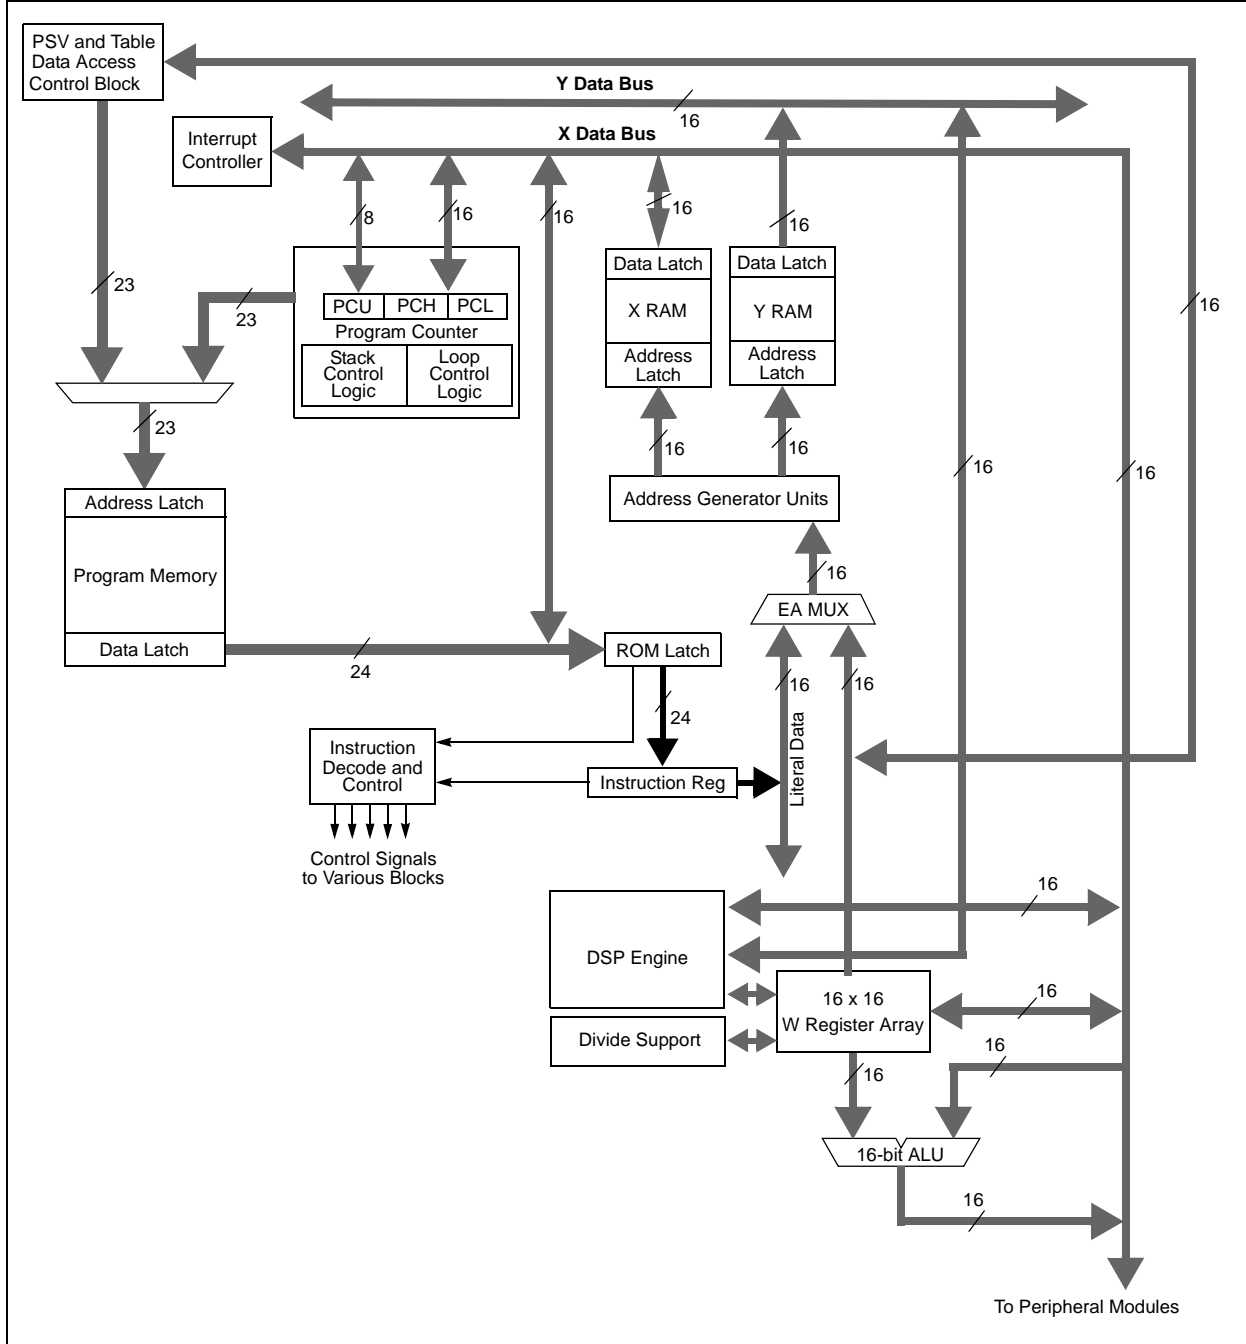 PSV and Table
Data Access
Control Block
Y Data Bus
16
Interrupt
Controller
X Data Bus
8
16
16
16
16
23
23
16
Data Latch
Data Latch
PCU
PCH
PCL
X RAM
Y RAM
Program Counter
Stack
Control
Logic
Loop
Control
Logic
Address
Latch
Address
Latch
23
16
16
16
16
Address Latch
Address Generator Units
Program Memory
16
EA MUX
Data Latch
24
ROM Latch
16
16
24
Literal Data
Instruction
Decode and
Control
Instruction Reg
Control Signals
to Various Blocks
16
DSP Engine
16 x 16
W Register Array
16
Divide Support
16
16
16-bit ALU
16
To Peripheral Modules